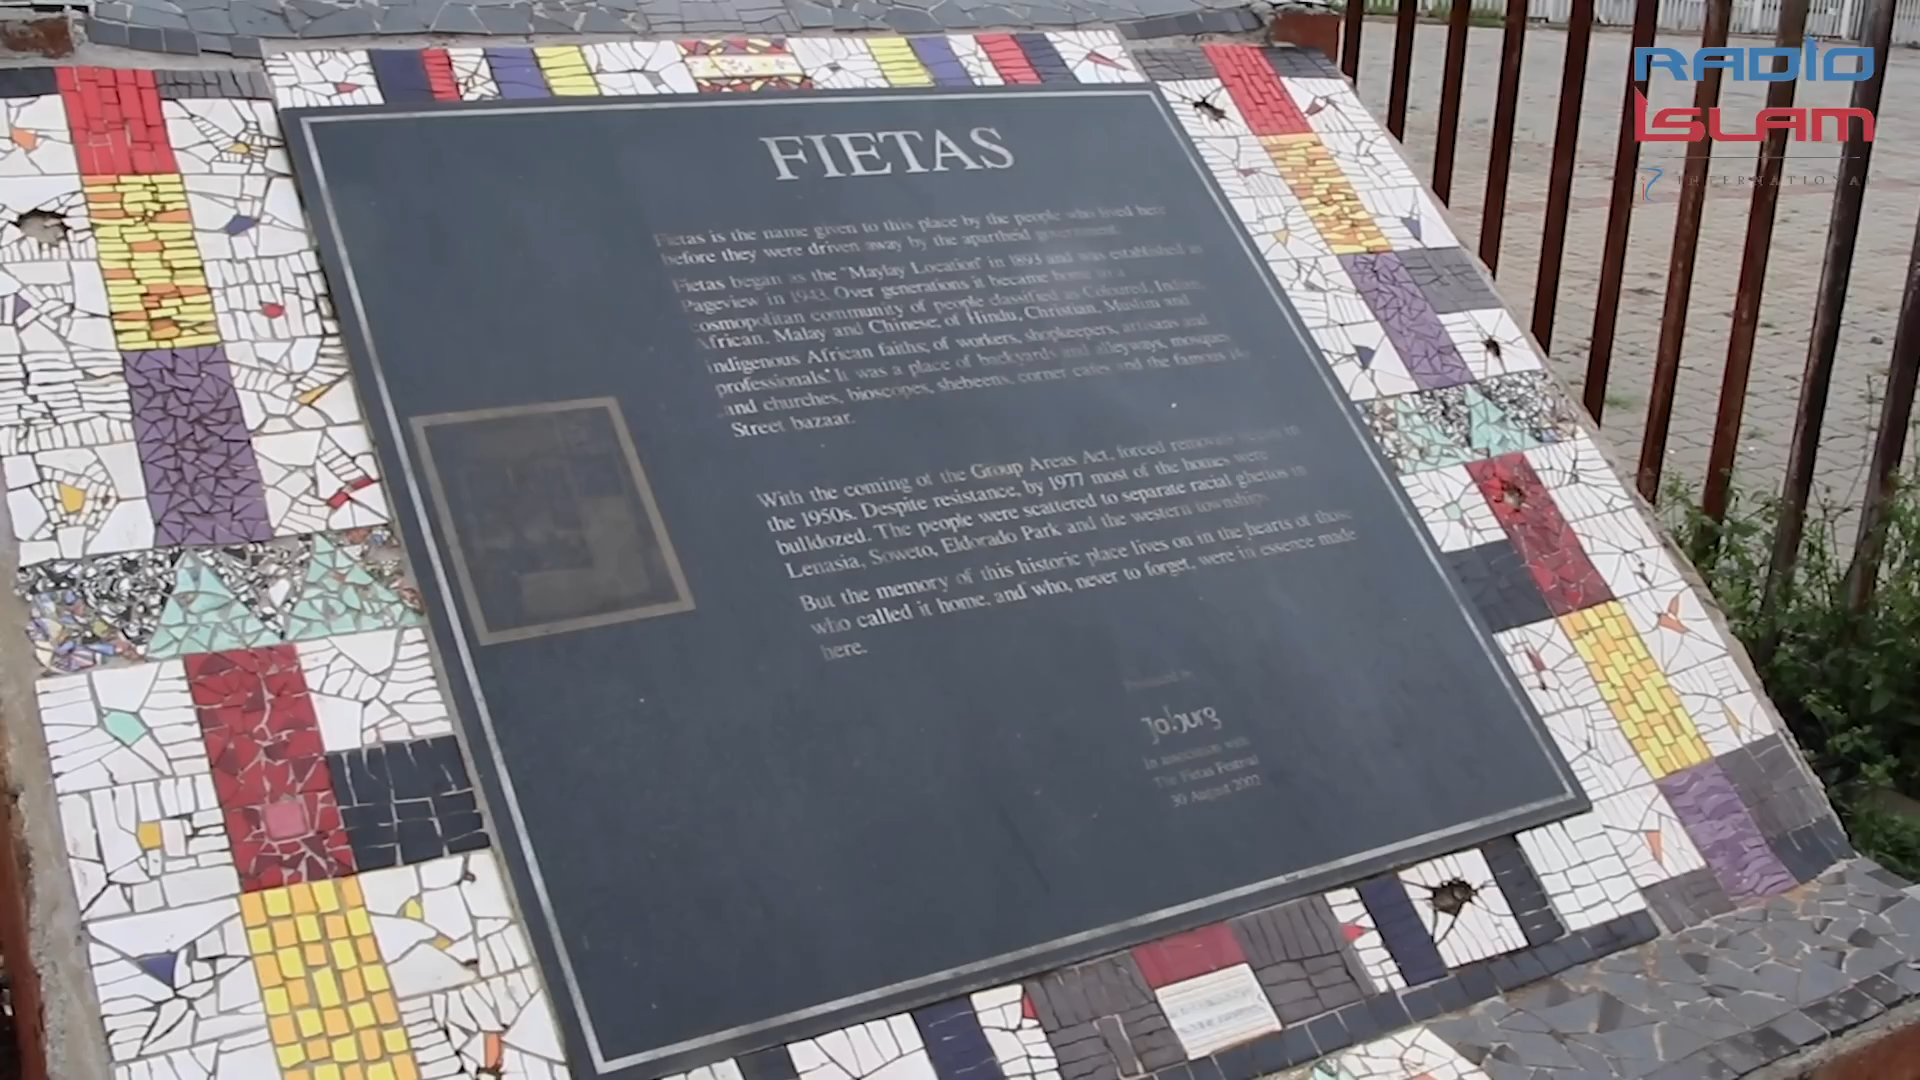 RADIO
ISLAM
INTERNATIONAL
FIETAS
Fietas is the name given to this place by the people who lived here
before they were driven away by the apartheid government.
Fietas began as the "Maylay Location" in 1893 and was established as
Pageview in 1943. Over generations it became home to a
cosmopolitan community of people classified as Coloured, Indian,
African, Malay and Chinese; of Hindu, Christian, Muslim and
indigenous African faiths; of workers, shopkeepers, artisans and
professionals. It was a place of backyards and alleyways, mosques
and churches, bioscopes, shebeens, corner cafes and the famous
Street bazaar.
With the coming of the Group Areas Act, forced removals in
the 1950s. Despite resistance, by 1977 most of the homes were
bulldozed. The people were scattered to separate racial ghettos in
Lenasia, Soweto, Eldorado Park and the western townships.
But the memory of this historic place lives on in the hearts of those
who called it home, and who, never to forget, were in essence made
here.
Joburg
In association with
The Fietas Festival
30 August 2002